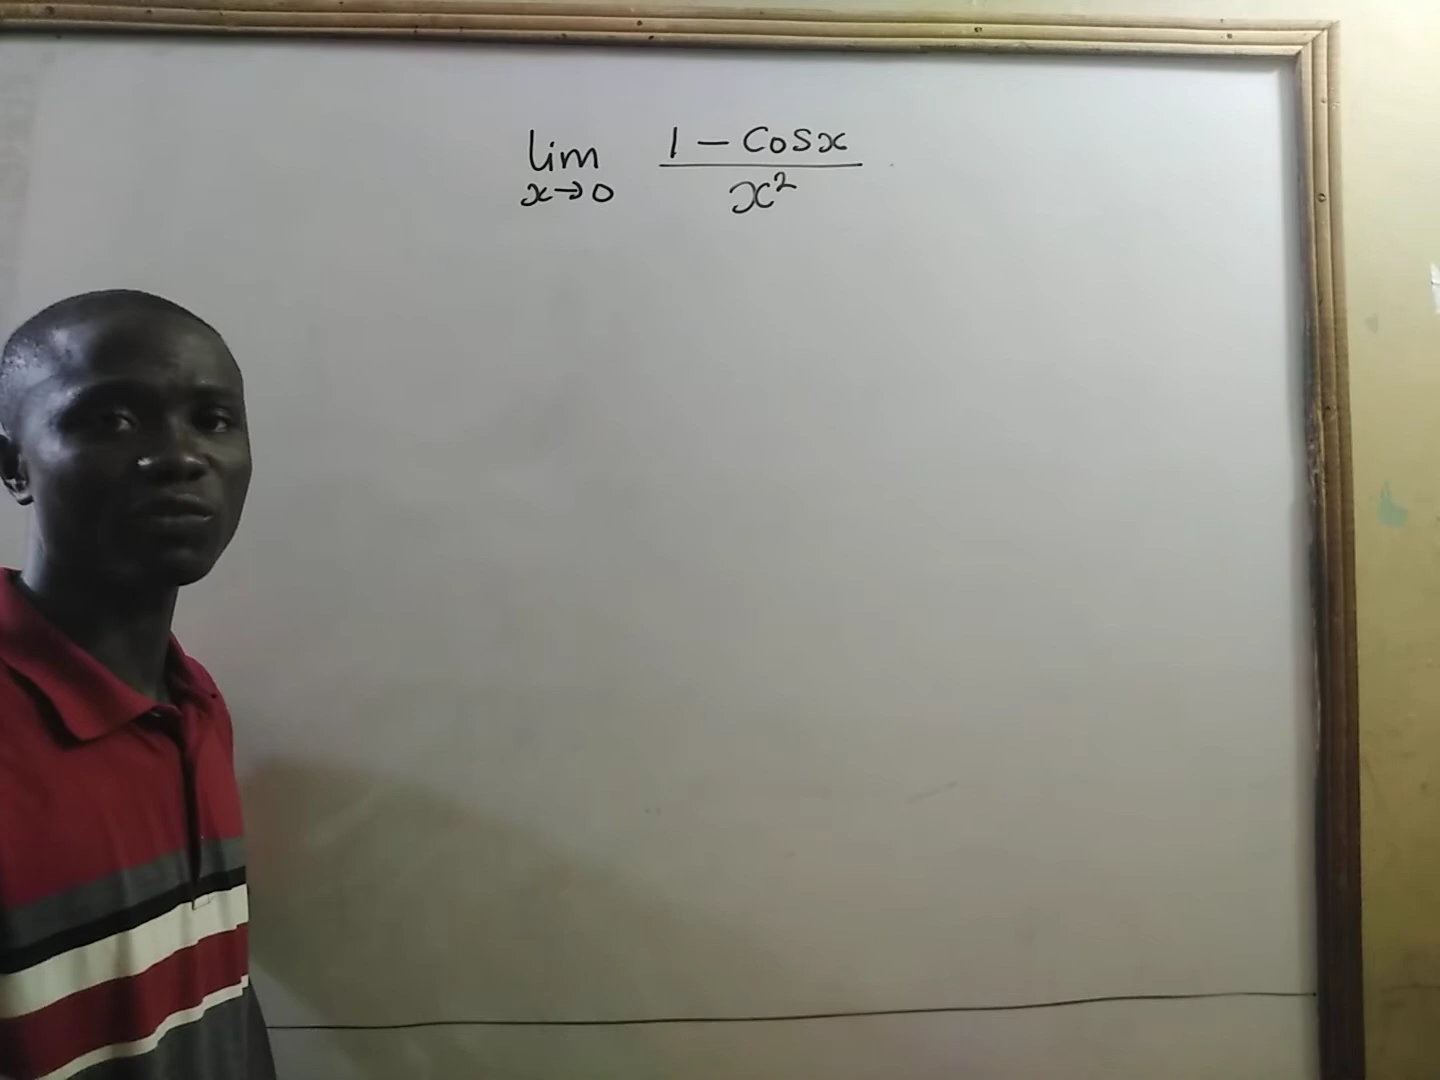 lim 1 - Cosx
x→0 x²